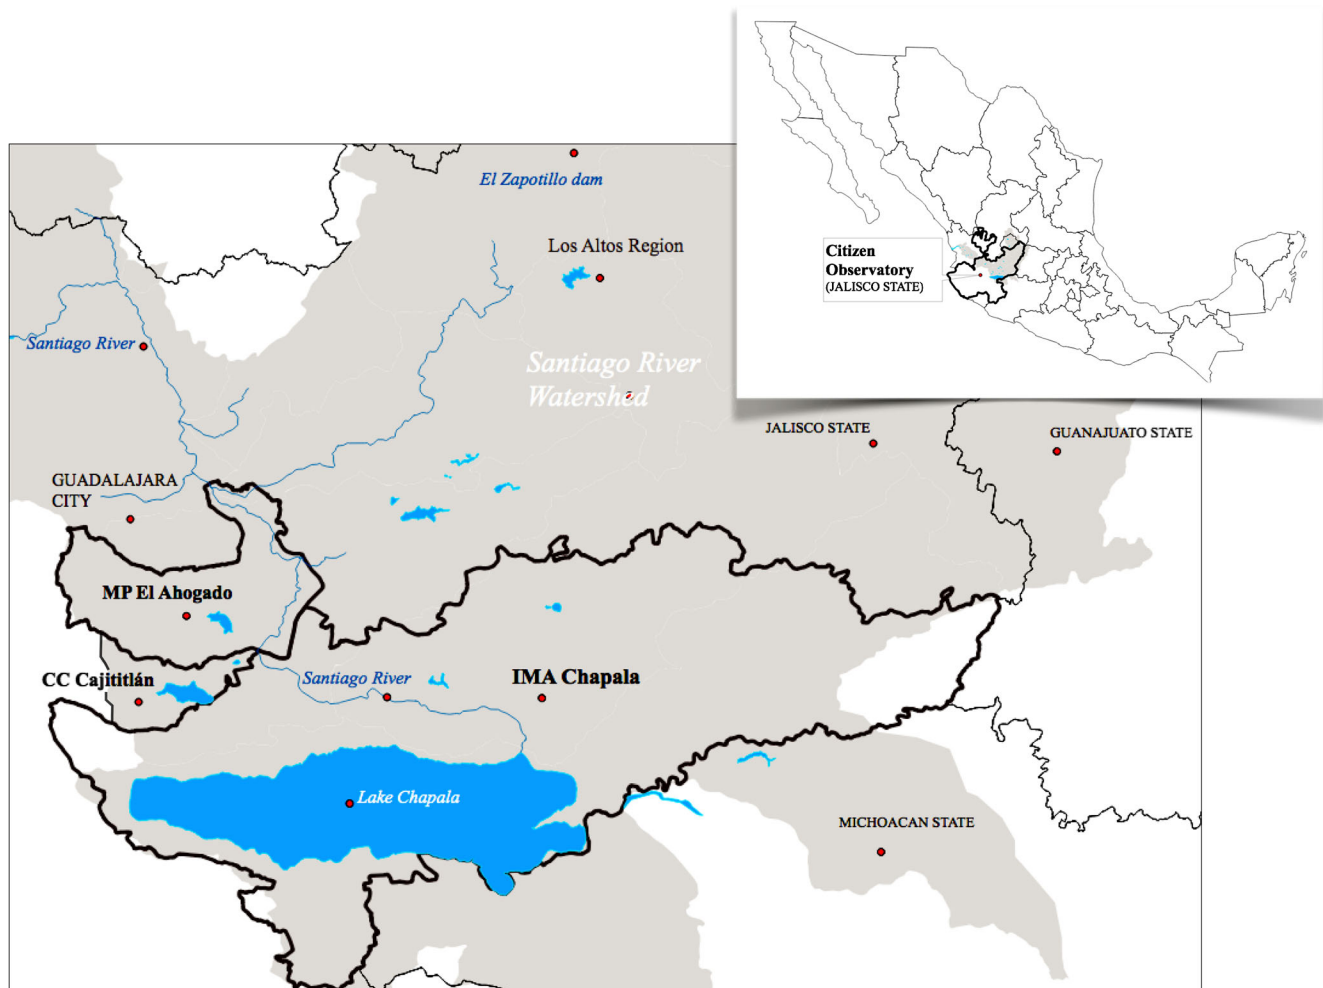 El Zapotillo dam
Los Altos Region
Citizen
Observatory
(JALISCO STATE)
Santiago River
Santiago River
Watershed
JALISCO STATE
GUANAJUATO STATE
GUADALAJARA
CITY
MP El Ahogado
CC Cajititlán
Santiago River
IMA Chapala
Lake Chapala
MICHOACAN STATE